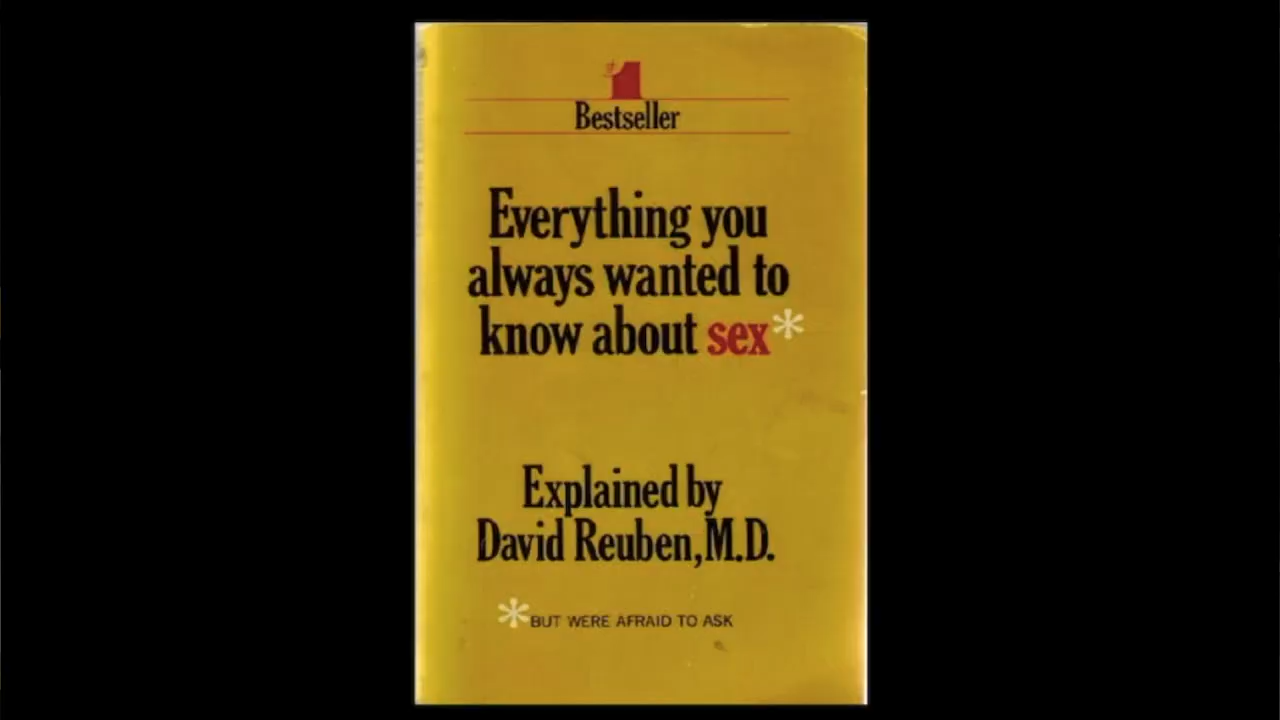 #1
Bestseller
Everything you
always wanted to
know about sex*
Explained by
David Reuben, M.D.
*BUT WERE AFRAID TO ASK